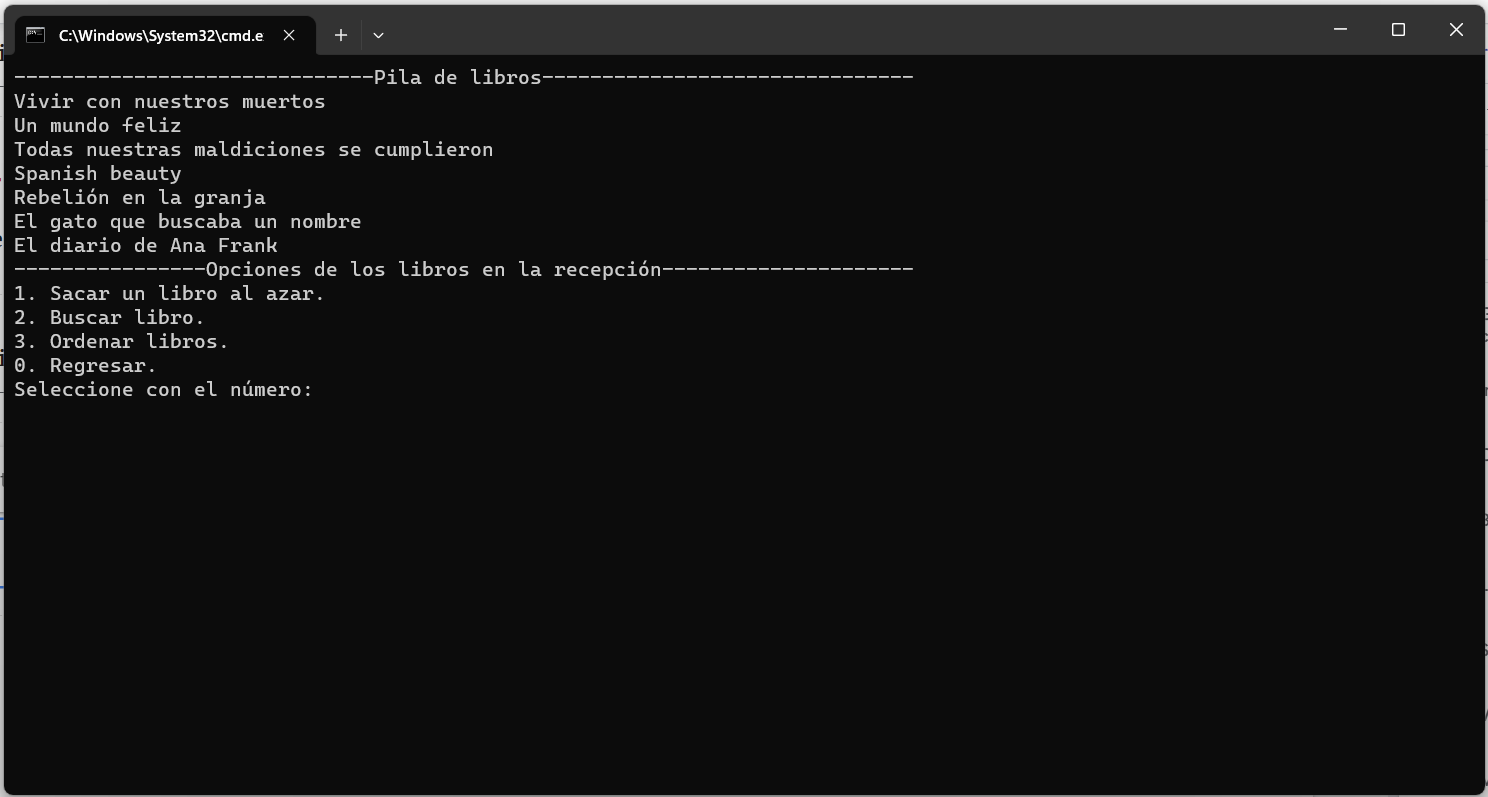 C:\Windows\System32\cmd.e
------------------------------Pila de libros-------------------------------
Vivir con nuestros muertos
Un mundo feliz
Todas nuestras maldiciones se cumplieron
Spanish beauty
Rebelión en la granja
El gato que buscaba un nombre
El diario de Ana Frank
----------------Opciones de los libros en la recepción---------------------
1. Sacar un libro al azar.
2. Buscar libro.
3. Ordenar libros.
0. Regresar.
Seleccione con el número: